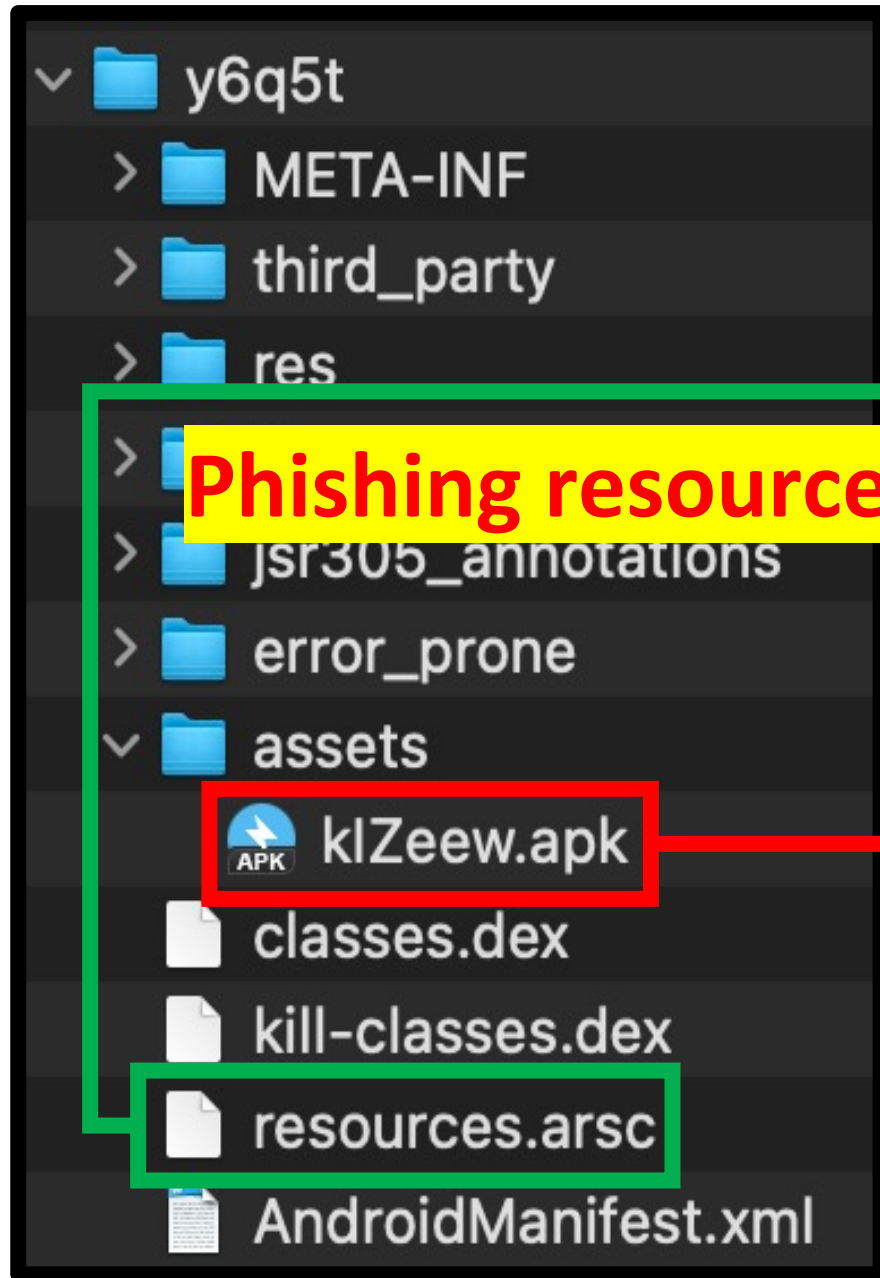 y6q5t
META-INF
third_party
res
Phishing resource
jsr305_annotations
error_prone
assets
APK klZeew.apk
classes.dex
kill-classes.dex
resources.arsc
AndroidManifest.xml